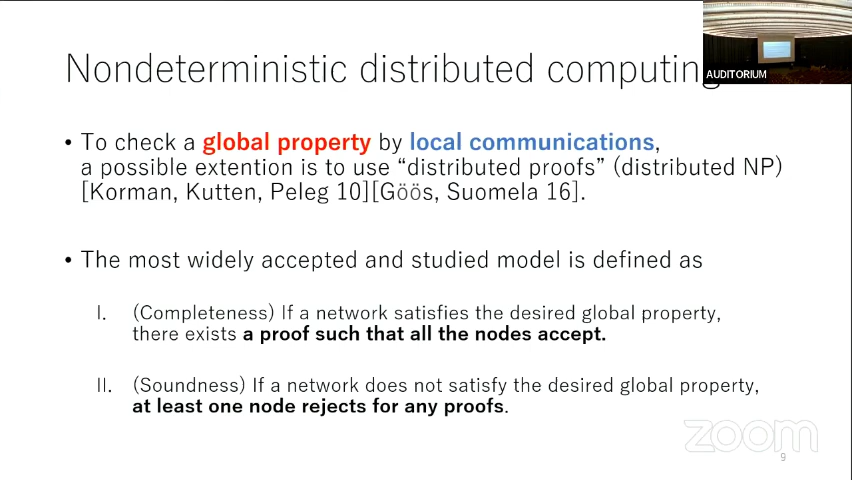 Nondeterministic distributed computing
AUDITORIUM
• To check a global property by local communications,
a possible extention is to use “distributed proofs” (distributed NP)
[Korman, Kutten, Peleg 10][Göös, Suomela 16].
• The most widely accepted and studied model is defined as
I. (Completeness) If a network satisfies the desired global property,
there exists a proof such that all the nodes accept.
II. (Soundness) If a network does not satisfy the desired global property,
at least one node rejects for any proofs.
zoom
9